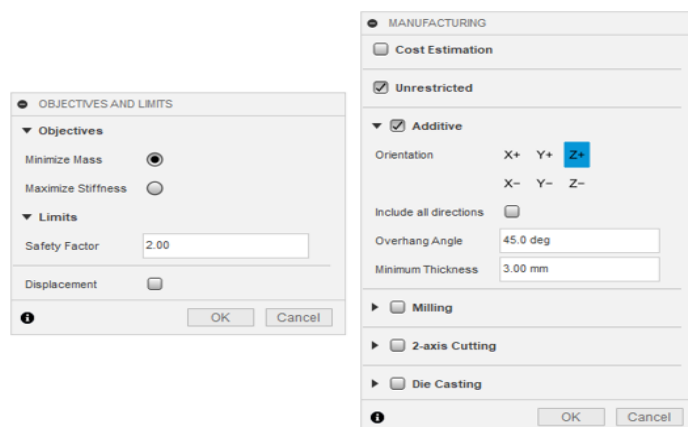 OBJECTIVES AND LIMITS
Objectives
Minimize Mass
Maximize Stiffness
Limits
Safety Factor 2.00
Displacement
OK Cancel
MANUFACTURING
Cost Estimation
Unrestricted
Additive
Orientation X+ Y+ Z+
X− Y− Z−
Include all directions
Overhang Angle 45.0 deg
Minimum Thickness 3.00 mm
Milling
2-axis Cutting
Die Casting
OK Cancel